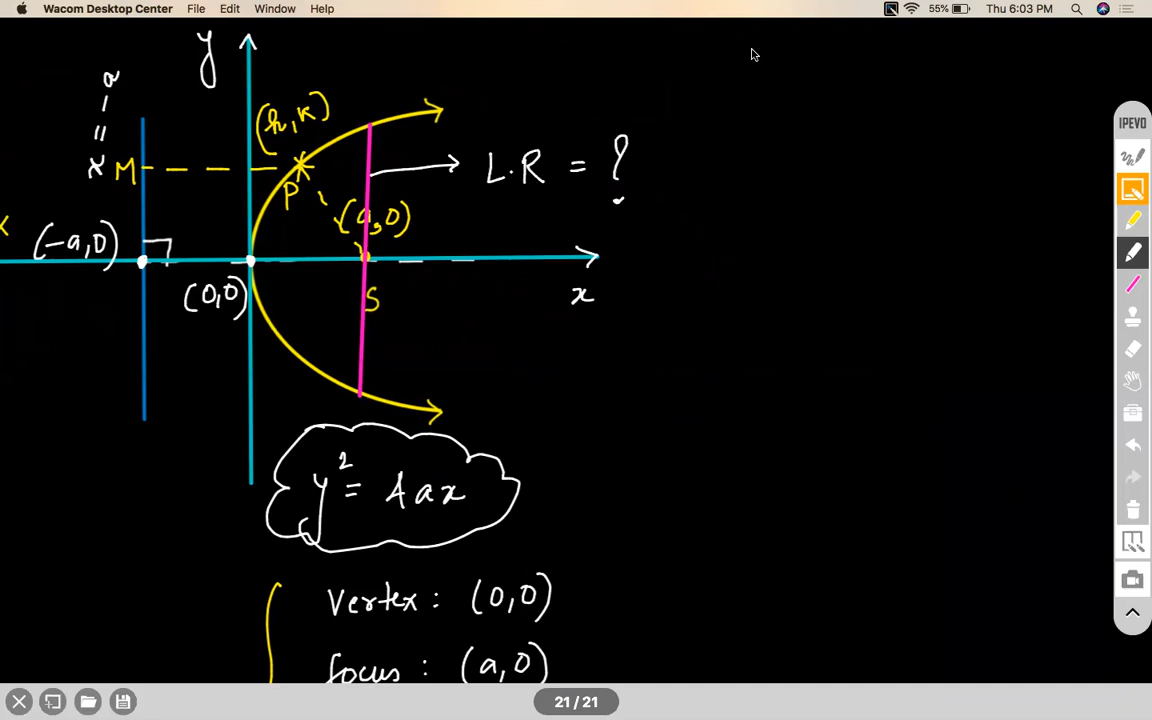 Wacom Desktop Center File Edit Window Help
55% Thu 6:03 PM
IPEVO
y
x = -a
(h,k)
M
P
L.R = ?
(a,0)
(-a,0)
(0,0)
S
x
y² = 4ax
Vertex : (0,0)
focus : (a,0)
21 / 21